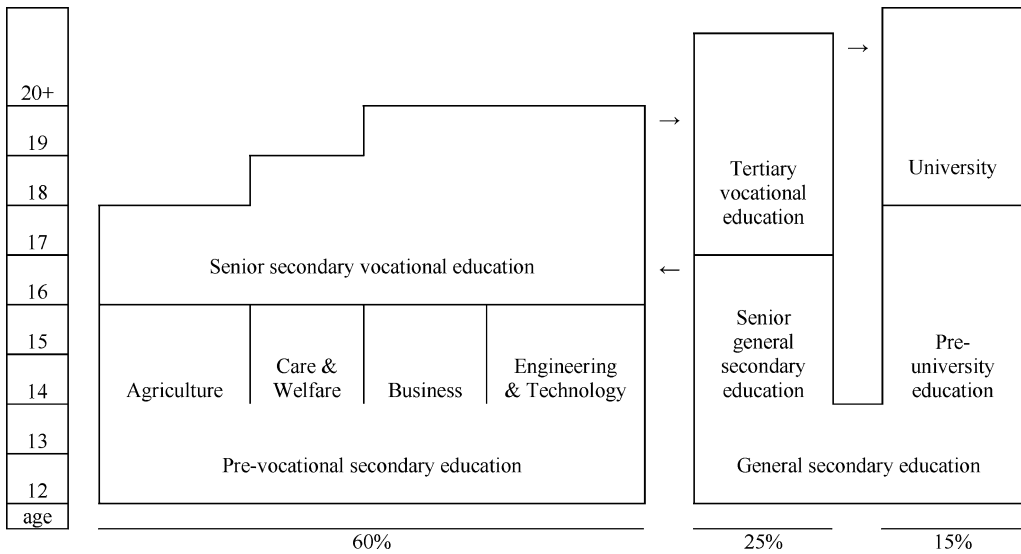 20+
19
18
17
16
15
14
13
12
age
Senior secondary vocational education
Agriculture
Care &
Welfare
Business
Engineering
& Technology
Pre-vocational secondary education
60%
→
←
Tertiary
vocational
education
Senior
general
secondary
education
→
University
Pre-
university
education
General secondary education
25%
15%